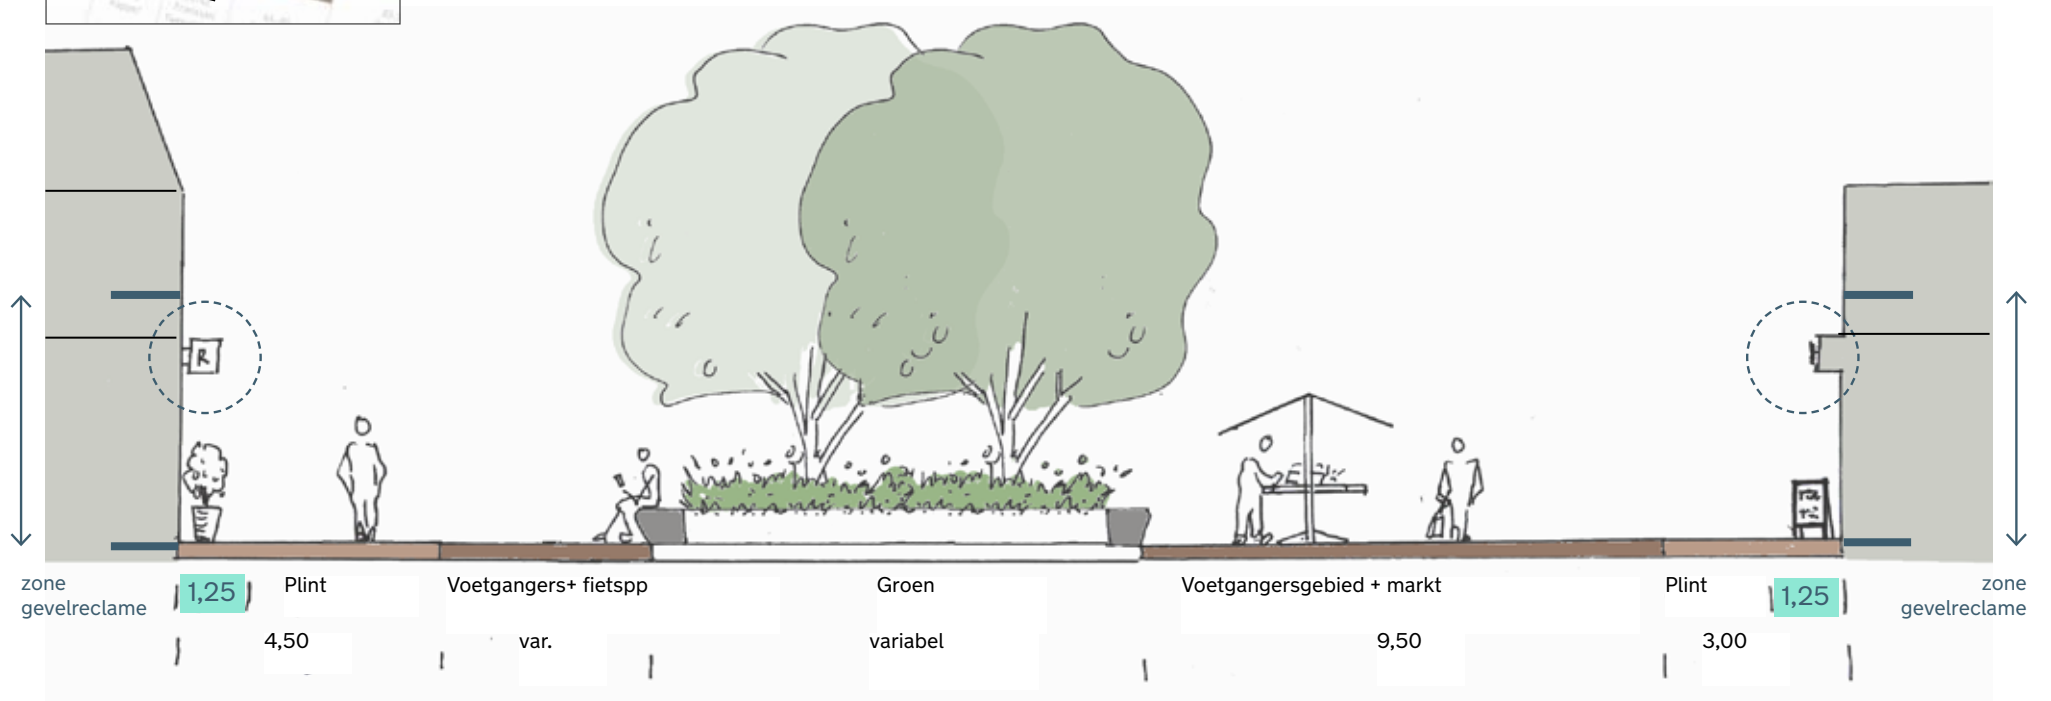 R
zone
gevelreclame
1,25
Plint
Voetgangers+ fietspp
Groen
Voetgangersgebied + markt
Plint
1,25
zone
gevelreclame
4,50
var.
variabel
9,50
3,00